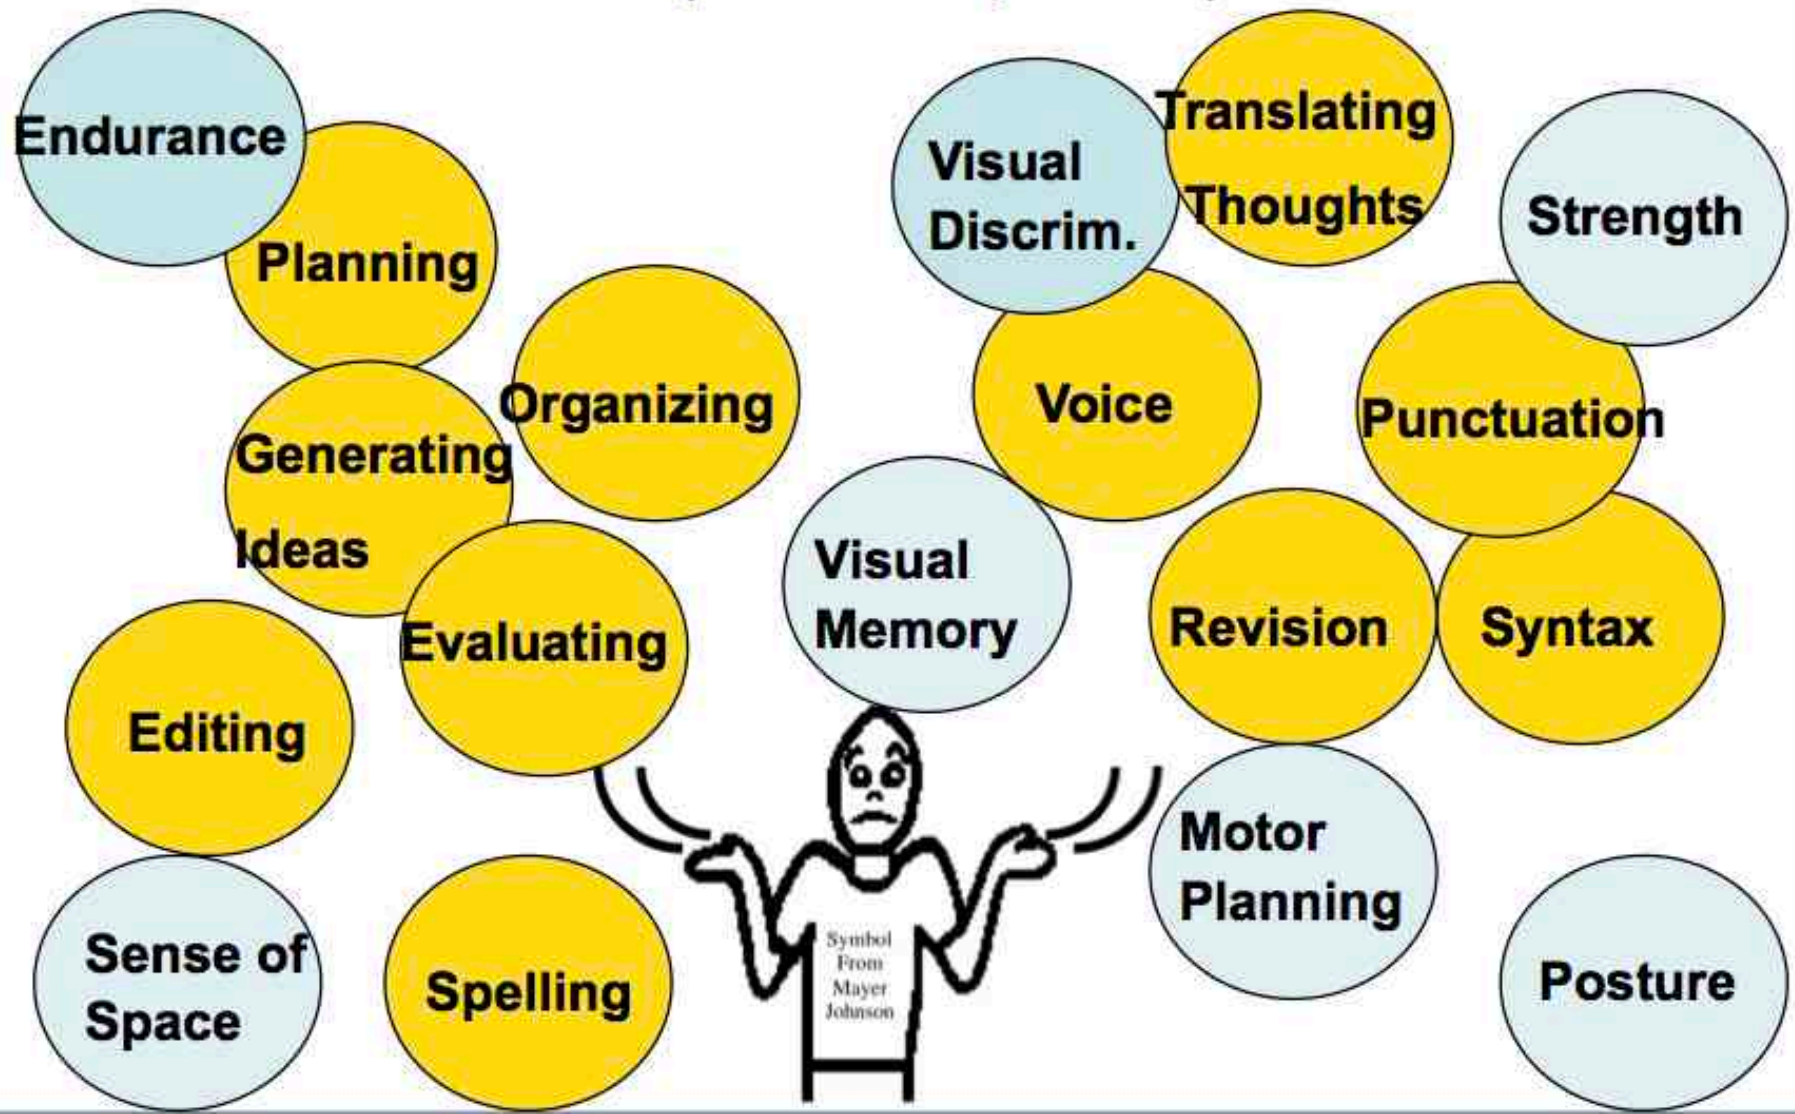 Endurance
Planning
Generating
Ideas
Organizing
Evaluating
Editing
Sense of
Space
Spelling
Visual
Discrim.
Translating
Thoughts
Strength
Voice
Punctuation
Visual
Memory
Revision
Syntax
Motor
Planning
Posture
Symbol
From
Mayer
Johnson